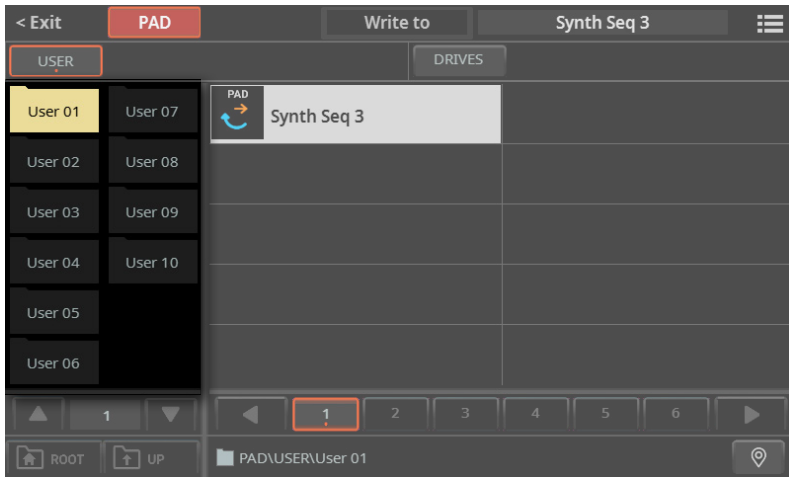 < Exit PAD Write to Synth Seq 3
USER DRIVES
User 01 User 07
PAD
Synth Seq 3
User 02 User 08
User 03 User 09
User 04 User 10
User 05
User 06
1 1 2 3 4 5 6
ROOT UP PAD\USER\User 01